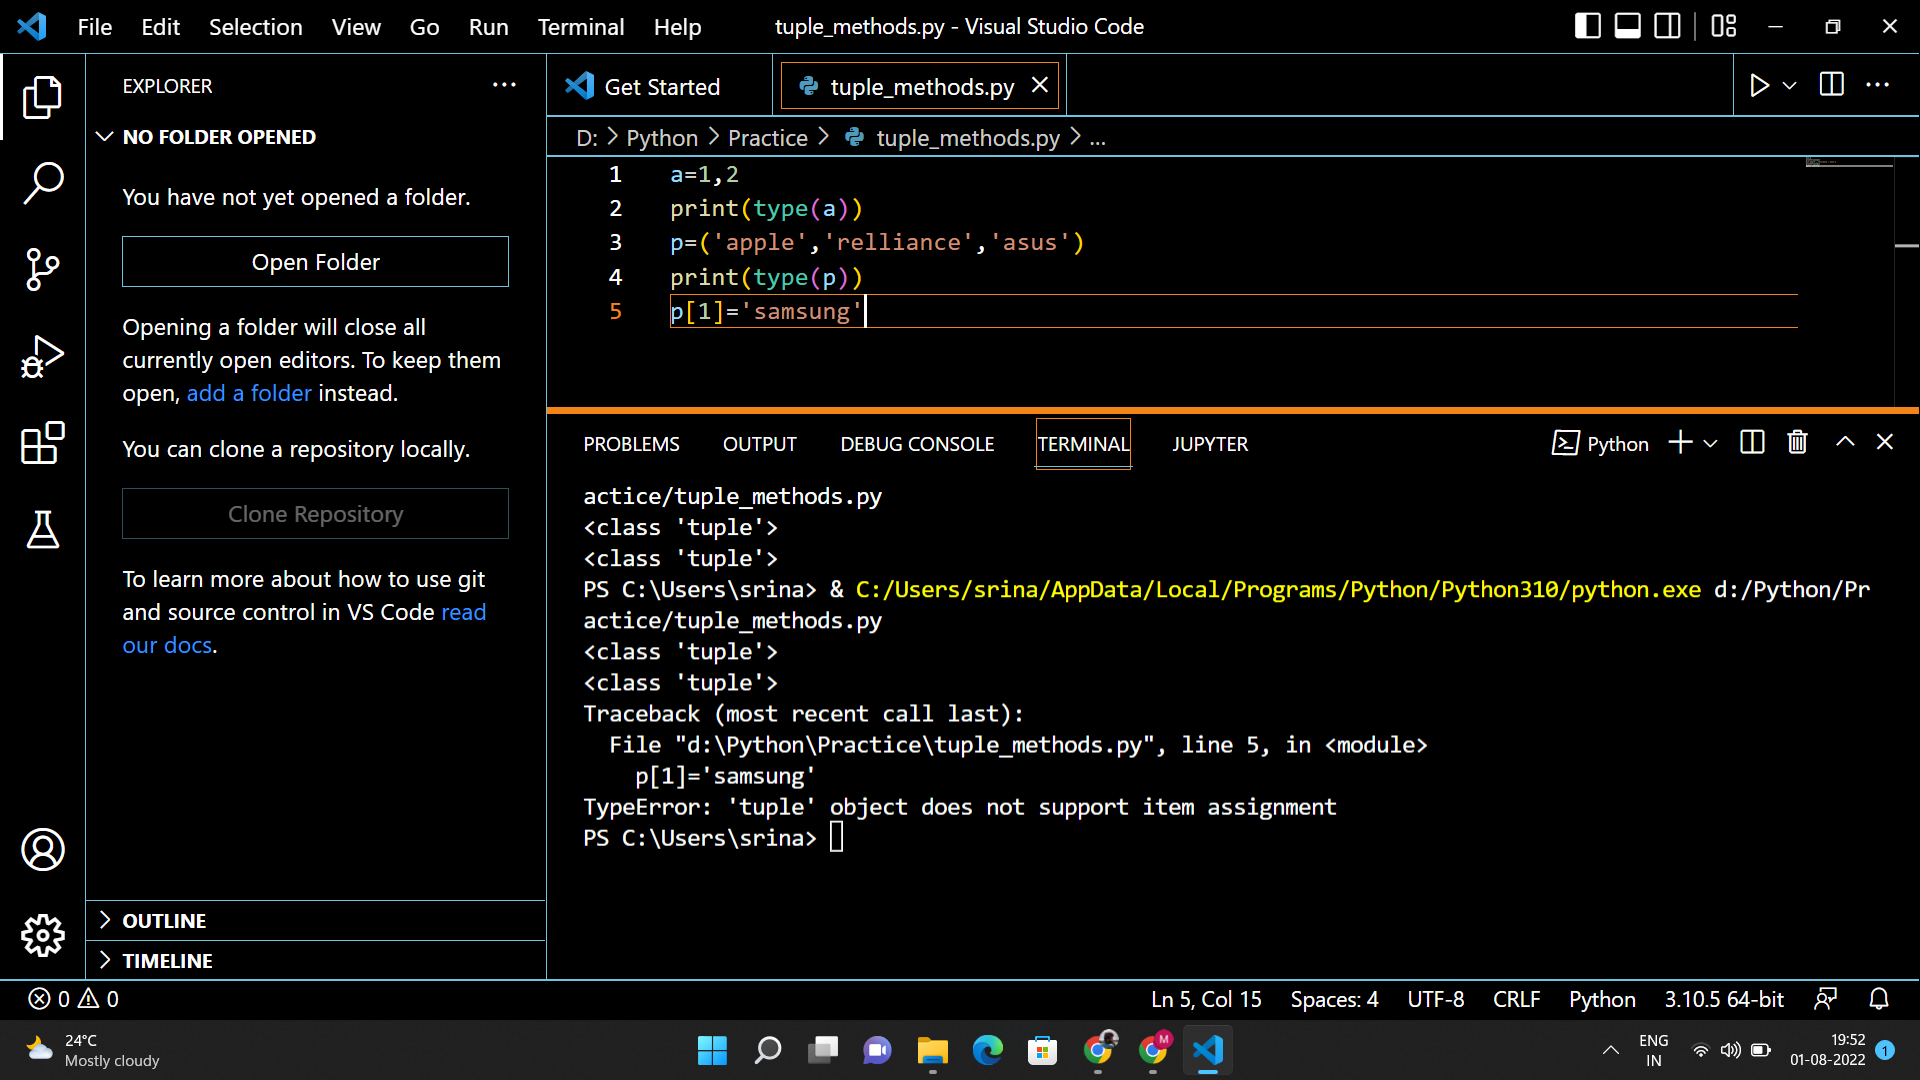 File Edit Selection View Go Run Terminal Help tuple_methods.py - Visual Studio Code
EXPLORER
NO FOLDER OPENED
You have not yet opened a folder.
Open Folder
Opening a folder will close all
currently open editors. To keep them
open, add a folder instead.
You can clone a repository locally.
Clone Repository
To learn more about how to use git
and source control in VS Code read
our docs.
OUTLINE
TIMELINE
Get Started tuple_methods.py
D: > Python > Practice > tuple_methods.py > ...
1 a=1,2
2 print(type(a))
3 p=('apple','relliance','asus')
4 print(type(p))
5 p[1]='samsung'
PROBLEMS OUTPUT DEBUG CONSOLE TERMINAL JUPYTER Python
actice/tuple_methods.py
<class 'tuple'>
<class 'tuple'>
PS C:\Users\srina> & C:/Users/srina/AppData/Local/Programs/Python/Python310/python.exe d:/Python/Pr
actice/tuple_methods.py
<class 'tuple'>
<class 'tuple'>
Traceback (most recent call last):
File "d:\Python\Practice\tuple_methods.py", line 5, in <module>
p[1]='samsung'
TypeError: 'tuple' object does not support item assignment
PS C:\Users\srina>
0 0 Ln 5, Col 15 Spaces: 4 UTF-8 CRLF Python 3.10.5 64-bit
24°C
Mostly cloudy
M
ENG
IN
19:52
01-08-2022
1